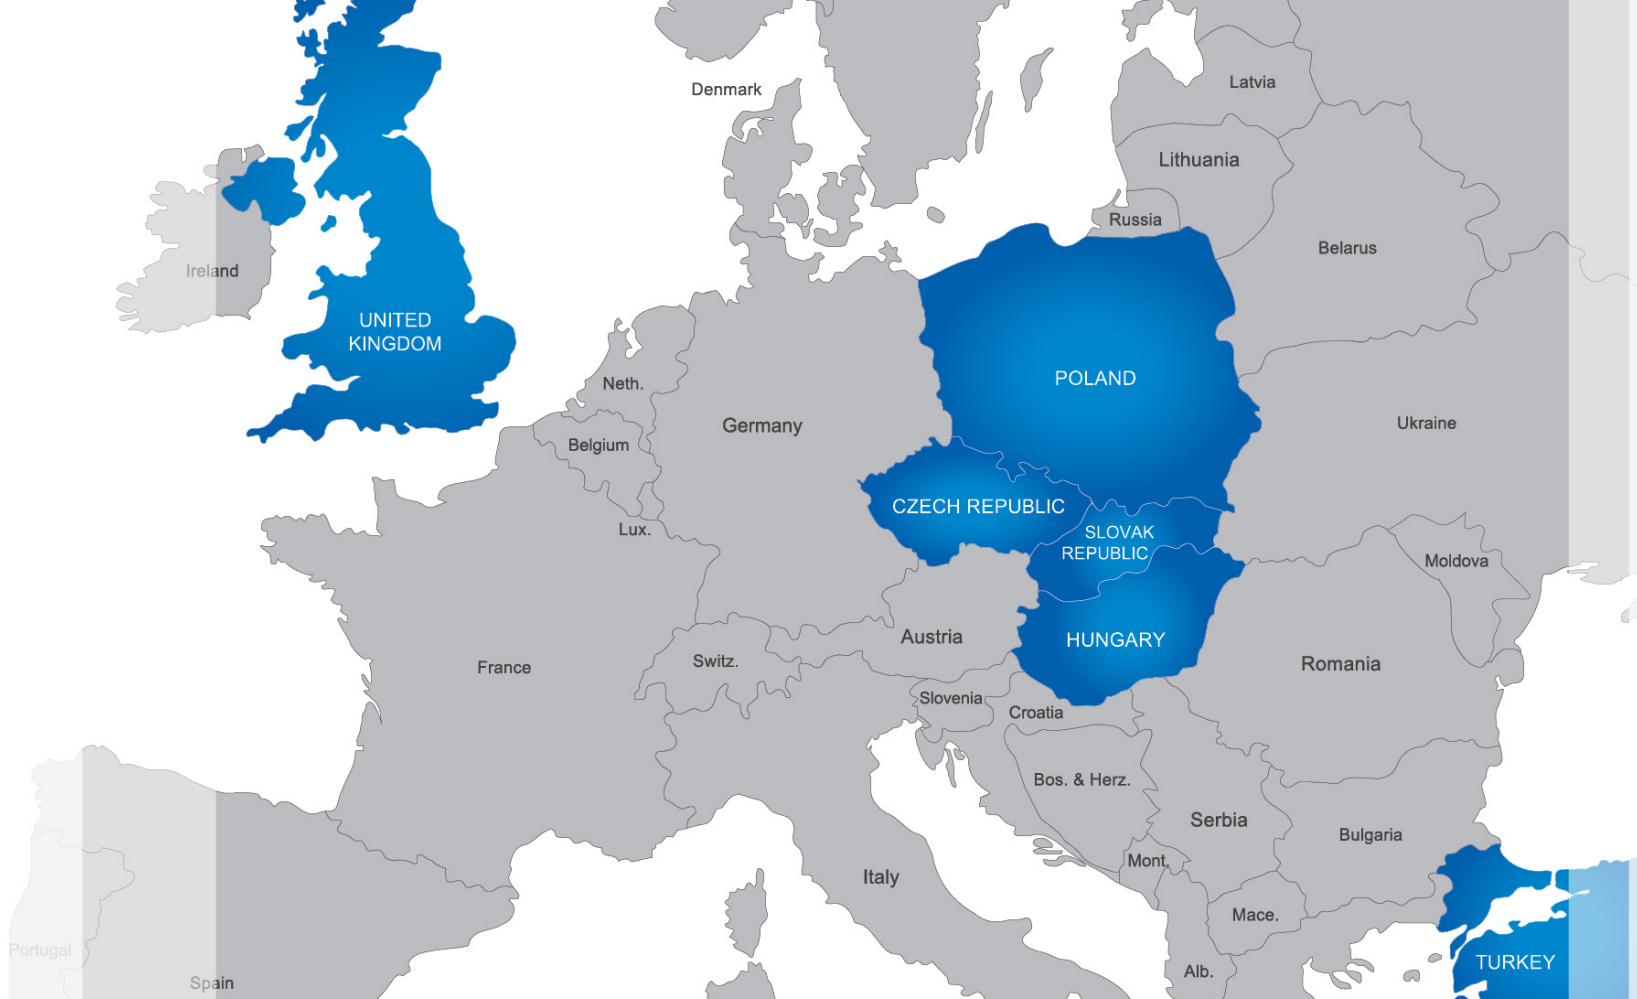 Denmark
Latvia
Lithuania
Russia
Belarus
Ireland
UNITED
KINGDOM
POLAND
Neth.
Germany
Belgium
Ukraine
CZECH REPUBLIC
Lux.
SLOVAK
REPUBLIC
Moldova
Austria
HUNGARY
France
Switz.
Romania
Slovenia
Croatia
Bos. & Herz.
Serbia
Bulgaria
Mont.
Italy
Mace.
Portugal
TURKEY
Alb.
Spain